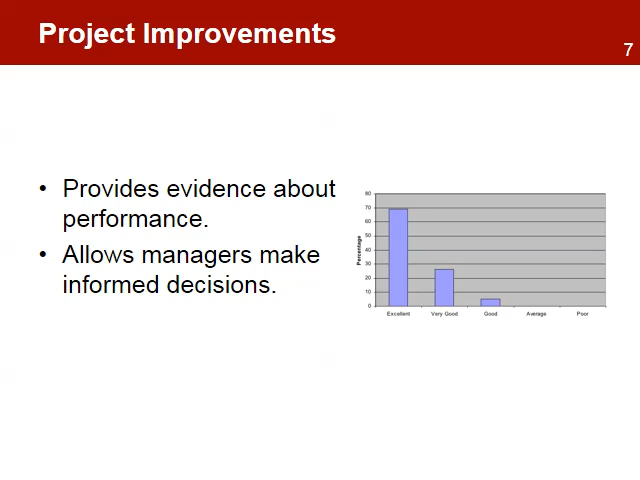 Project Improvements
7
• Provides evidence about
performance.
• Allows managers make
informed decisions.
80
70
60
50
40
30
20
10
0
Percentage
Excellent Very Good Good Average Poor